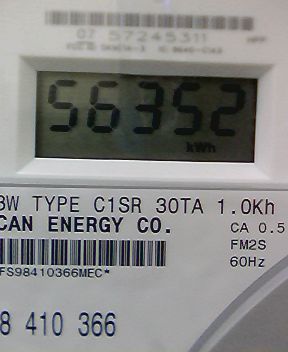 07 57245311
56352
kWh
3W TYPE C1SR 30TA 1.0Kh
CAN ENERGY CO.
CA 0.5
FM2S
60Hz
FS98410366MEC*
8 410 366